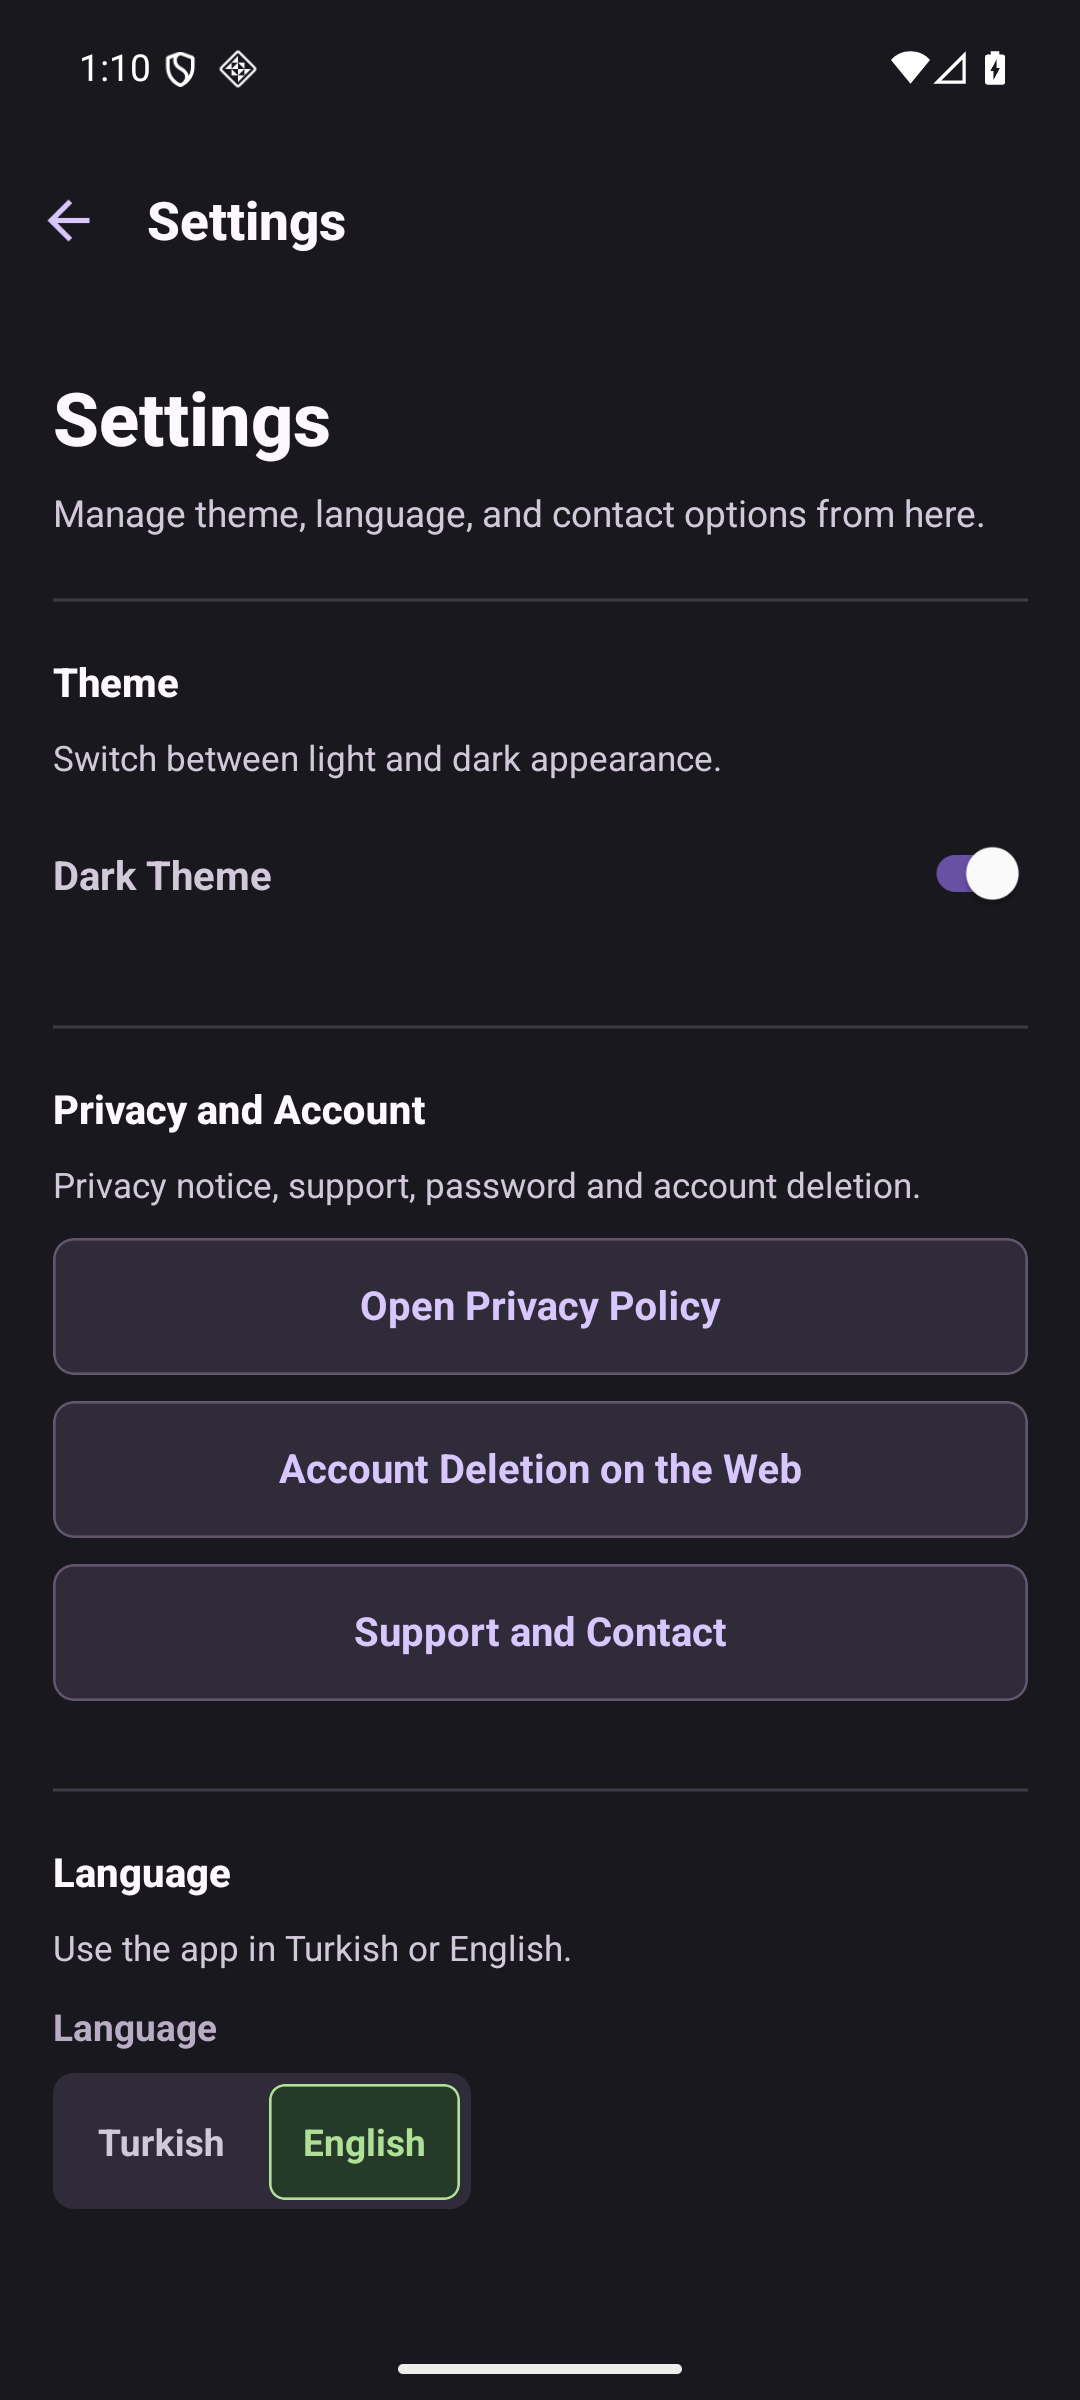 1:10
Settings
Settings
Manage theme, language, and contact options from here.
Theme
Switch between light and dark appearance.
Dark Theme
Privacy and Account
Privacy notice, support, password and account deletion.
Open Privacy Policy
Account Deletion on the Web
Support and Contact
Language
Use the app in Turkish or English.
Language
Turkish English